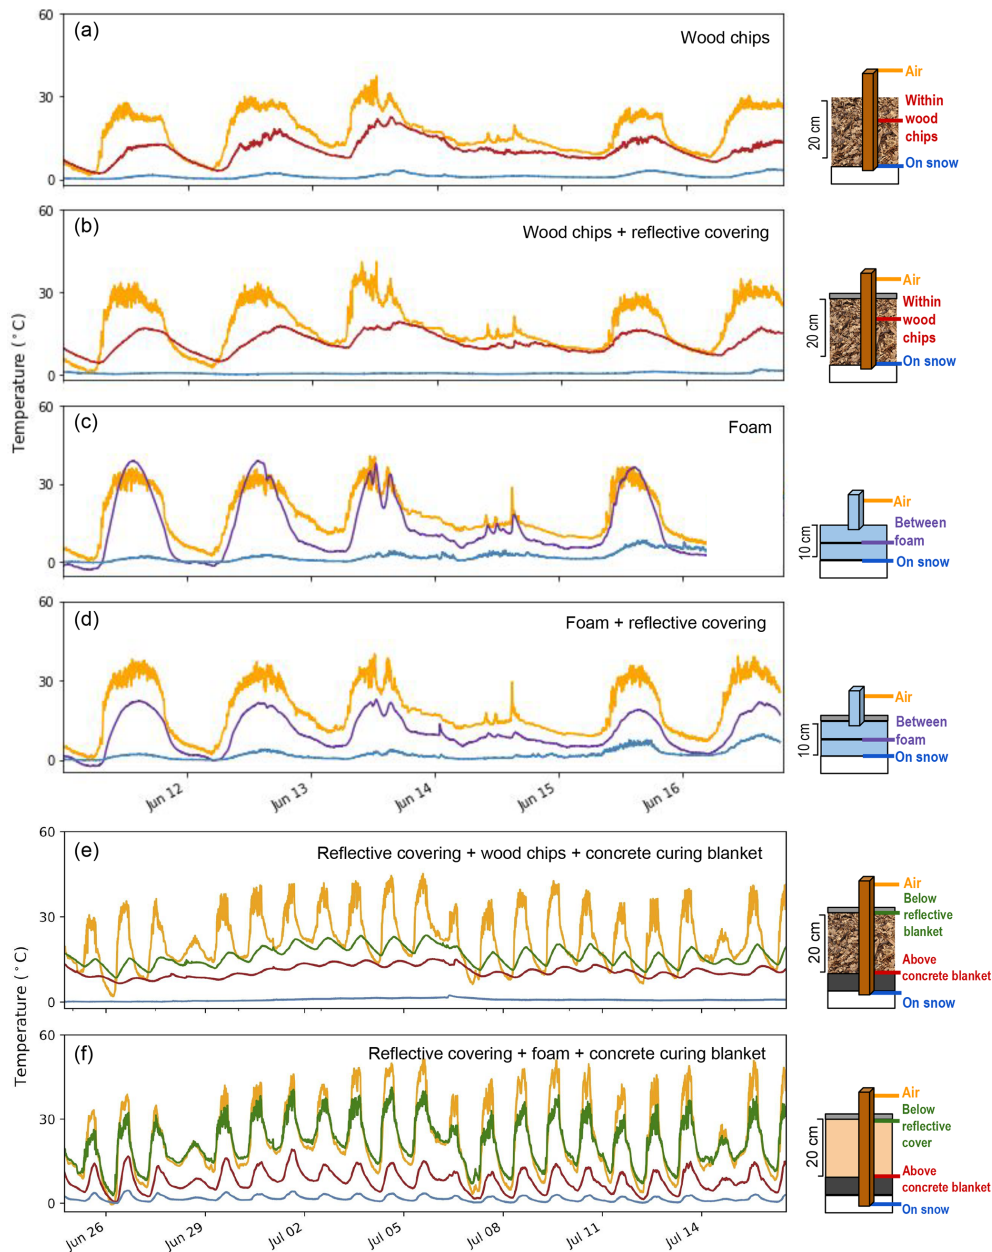 (a)
Wood chips
60
30
0
Air
Within
wood
chips
On snow
20 cm
(b)
Wood chips + reflective covering
60
30
0
Air
Within
wood
chips
On snow
20 cm
Temperature (°C)
(c)
Foam
60
30
0
Air
Between
foam
On snow
10 cm
(d)
Foam + reflective covering
60
30
0
Air
Between
foam
On snow
10 cm
Jun 12
Jun 13
Jun 14
Jun 15
Jun 16
(e)
Reflective covering + wood chips + concrete curing blanket
60
30
0
Air
Below
reflective
blanket
Above
concrete blanket
On snow
20 cm
Temperature (°C)
(f)
Reflective covering + foam + concrete curing blanket
60
30
0
Air
Below
reflective
cover
Above
concrete blanket
On snow
20 cm
Jun 26
Jun 29
Jul 02
Jul 05
Jul 08
Jul 11
Jul 14